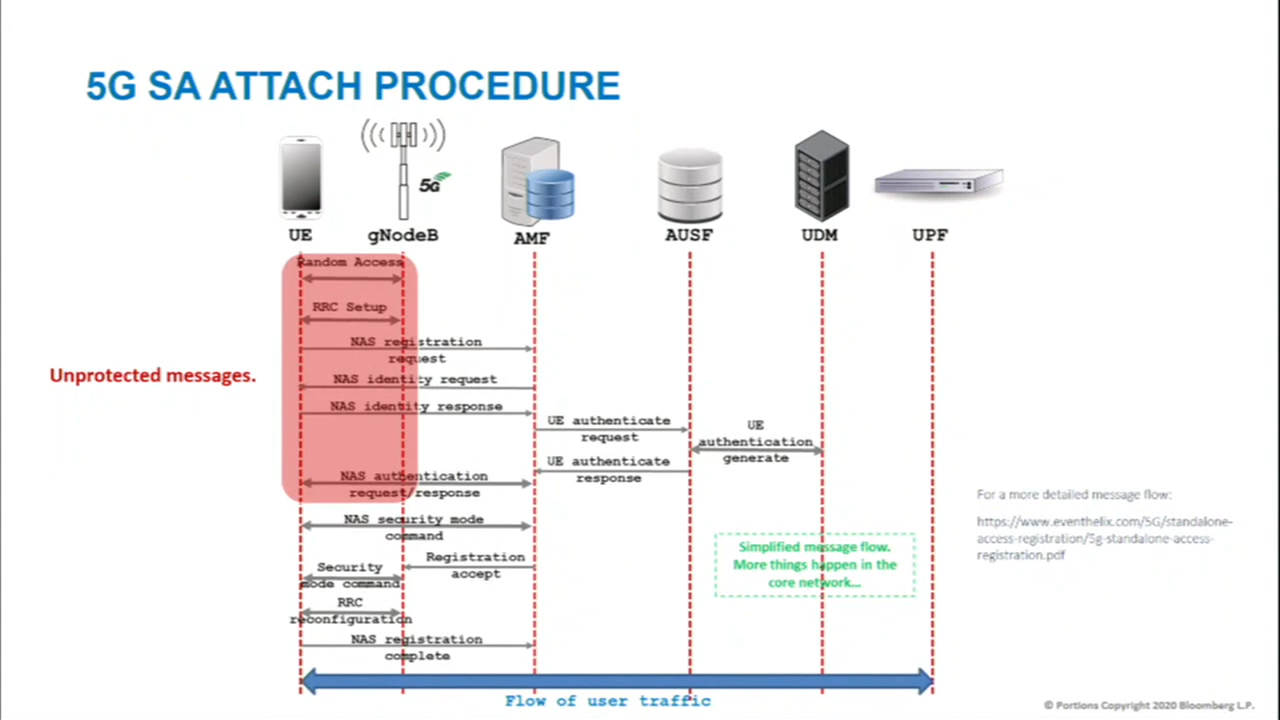 5G SA ATTACH PROCEDURE
5G
UE
gNodeB
AMF
AUSF
UDM
UPF
Random Access
RRC Setup
NAS registration
request
Unprotected messages.
NAS identity request
NAS identity response
UE authenticate
request
UE
authentication
generate
UE authenticate
response
NAS authentication
request/response
For a more detailed message flow:
https://www.eventhelix.com/5G/standalone-
access-registration/5g-standalone-access-
registration.pdf
NAS security mode
command
Simplified message flow.
More things happen in the
core network...
Registration
accept
Security
mode command
RRC
reconfiguration
NAS registration
complete
Flow of user traffic
© Portions Copyright 2020 Bloomberg L.P.